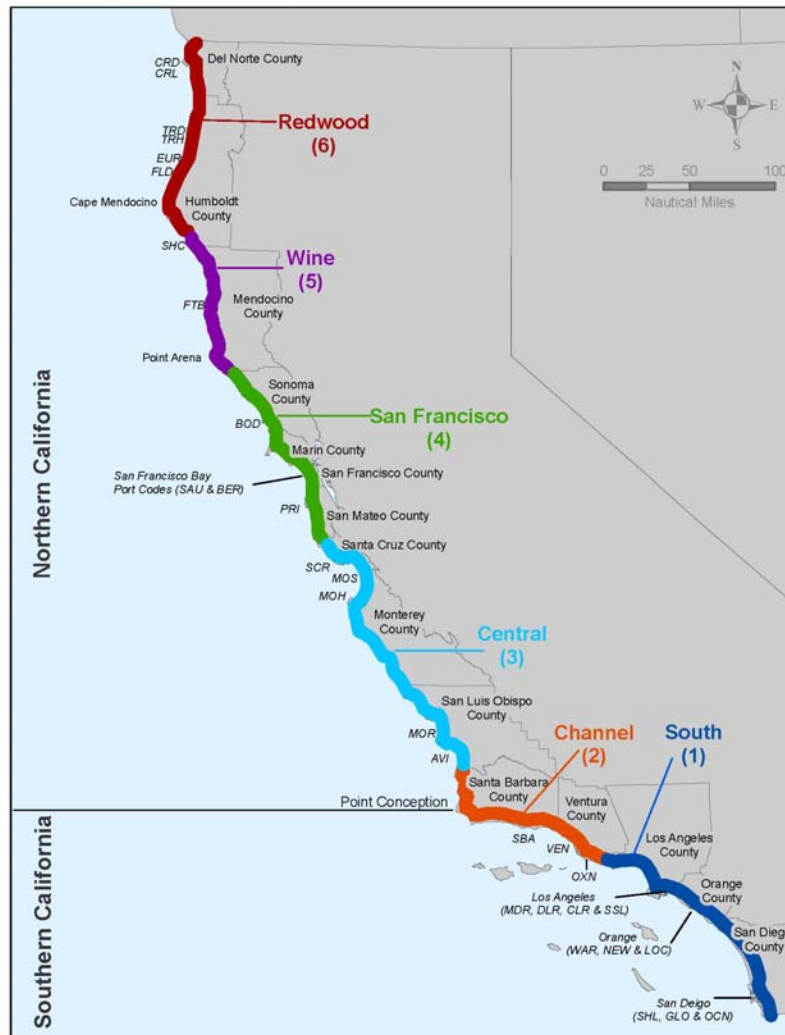 CRD
CRL
Del Norte County
N
W
E
S
Redwood
(6)
TRD
TRH
EUR
FLD
0 25 50 100
Nautical Miles
Cape Mendocino
Humboldt
County
SHC
Wine
(5)
FTB
Mendocino
County
Point Arena
Sonoma
County
San Francisco
(4)
BOD
Marin County
San Francisco Bay
Port Codes (SAU & BER)
San Francisco County
PRI
San Mateo County
Santa Cruz County
SCR
MOS
MOH
Monterey
County
Central
(3)
San Luis Obispo
County
MOR
AVI
Channel
(2)
South
(1)
Santa Barbara
County
Ventura
County
Point Conception
SBA
VEN
OXN
Los Angeles
County
Los Angeles
(MDR, DLR, CLR & SSL)
Orange
County
Orange
(WAR, NEW & LOC)
San Dieg
County
San Deigo
(SHL, GLO & OCN)
Northern California
Southern California